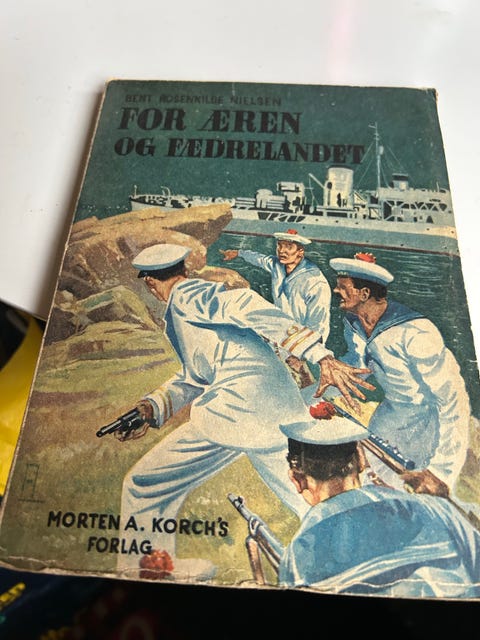 BENT ROSENKILDE NIELSEN
FOR ÆREN
OG FÆDRELANDET
MORTEN A. KORCH'S
FORLAG